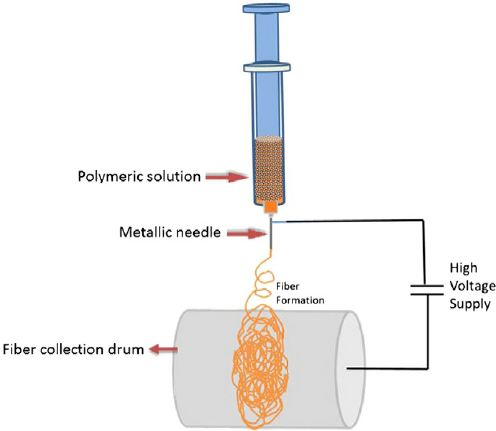 Polymeric solution
Metallic needle
Fiber
Formation
High
Voltage
Supply
Fiber collection drum